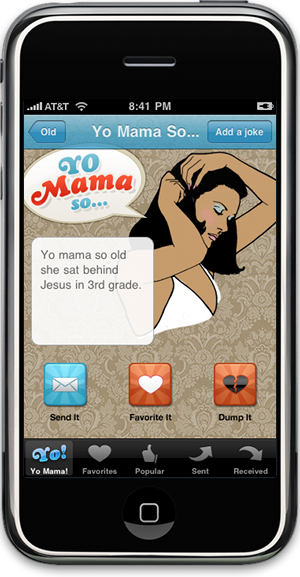 AT&T 8:41 PM
Old Yo Mama So... Add a joke
YO
Mama
so...
Yo mama so old
she sat behind
Jesus in 3rd grade.
Send It Favorite It Dump It
Yo!
Yo Mama! Favorites Popular Sent Received